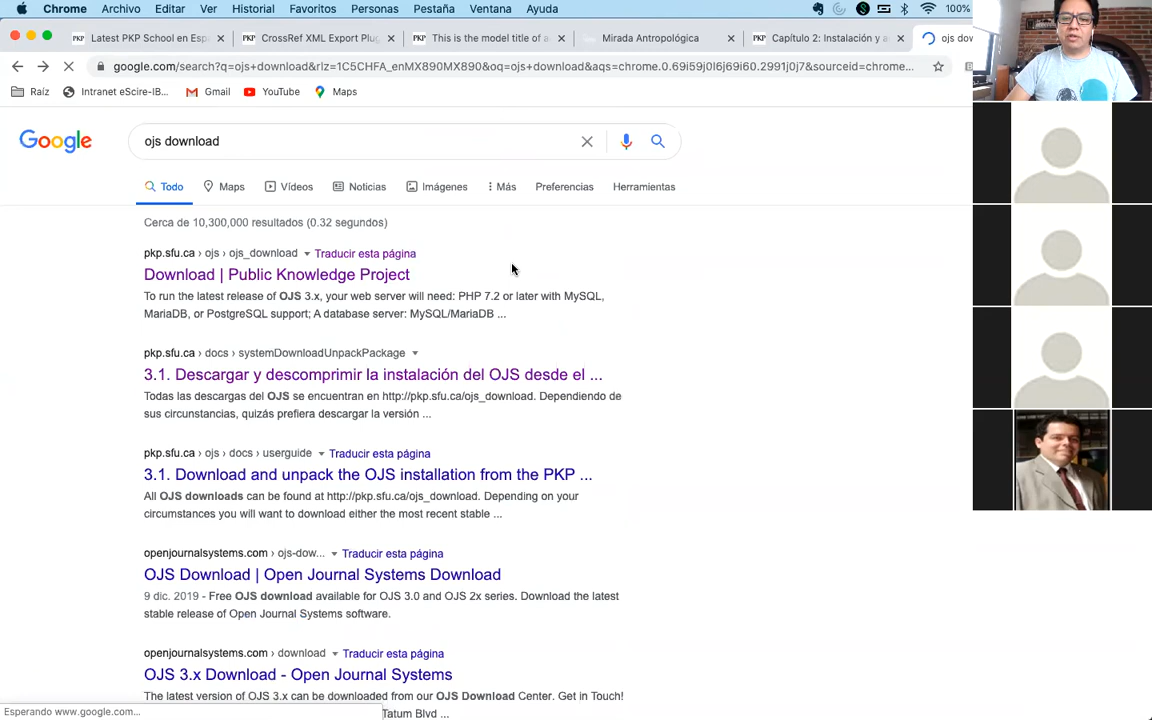 Chrome Archivo Editar Ver Historial Favoritos Personas Pestaña Ventana Ayuda 100%
PKP Latest PKP School en Esp PKP CrossRef XML Export Plug PKP This is the model title of a Mirada Antropológica PKP Capítulo 2: Instalación y a ojs do
google.com/search?q=ojs+download&rlz=1C5CHFA_enMX890MX890&oq=ojs+download&aqs=chrome.0.69i59j0l6j69i60.2991j0j7&sourceid=chrome...
Raíz Intranet eScire-IB... Gmail YouTube Maps
Google ojs download
Todo Maps Vídeos Noticias Imágenes Más Preferencias Herramientas
Cerca de 10,300,000 resultados (0.32 segundos)
pkp.sfu.ca › ojs › ojs_download Traducir esta página
Download | Public Knowledge Project
To run the latest release of OJS 3.x, your web server will need: PHP 7.2 or later with MySQL,
MariaDB, or PostgreSQL support; A database server: MySQL/MariaDB ...
pkp.sfu.ca › docs › systemDownloadUnpackPackage
3.1. Descargar y descomprimir la instalación del OJS desde el ...
Todas las descargas del OJS se encuentran en http://pkp.sfu.ca/ojs_download. Dependiendo de
sus circunstancias, quizás prefiera descargar la versión ...
pkp.sfu.ca › ojs › docs › userguide Traducir esta página
3.1. Download and unpack the OJS installation from the PKP ...
All OJS downloads can be found at http://pkp.sfu.ca/ojs_download. Depending on your
circumstances you will want to download either the most recent stable ...
openjournalsystems.com › ojs-dow... Traducir esta página
OJS Download | Open Journal Systems Download
9 dic. 2019 - Free OJS download available for OJS 3.0 and OJS 2x series. Download the latest
stable release of Open Journal Systems software.
openjournalsystems.com › download Traducir esta página
OJS 3.x Download - Open Journal Systems
The latest version of OJS 3.x can be downloaded from our OJS Download Center. Get in Touch!
Esperando www.google.com... Tatum Blvd ...